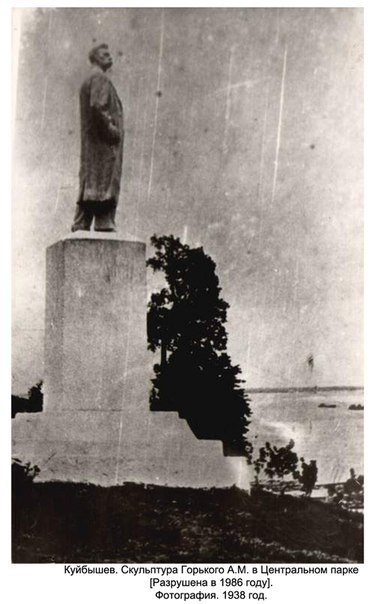 Куйбышев. Скульптура Горького А.М. в Центральном парке
[Разрушена в 1986 году].
Фотография. 1938 год.